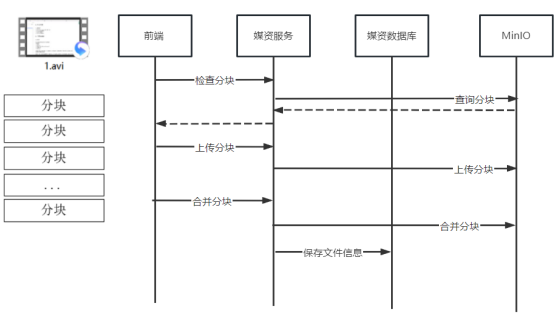 1.avi
分块
分块
分块
...
分块
前端
媒资服务
媒资数据库
MinIO
检查分块
查询分块
上传分块
上传分块
合并分块
合并分块
保存文件信息